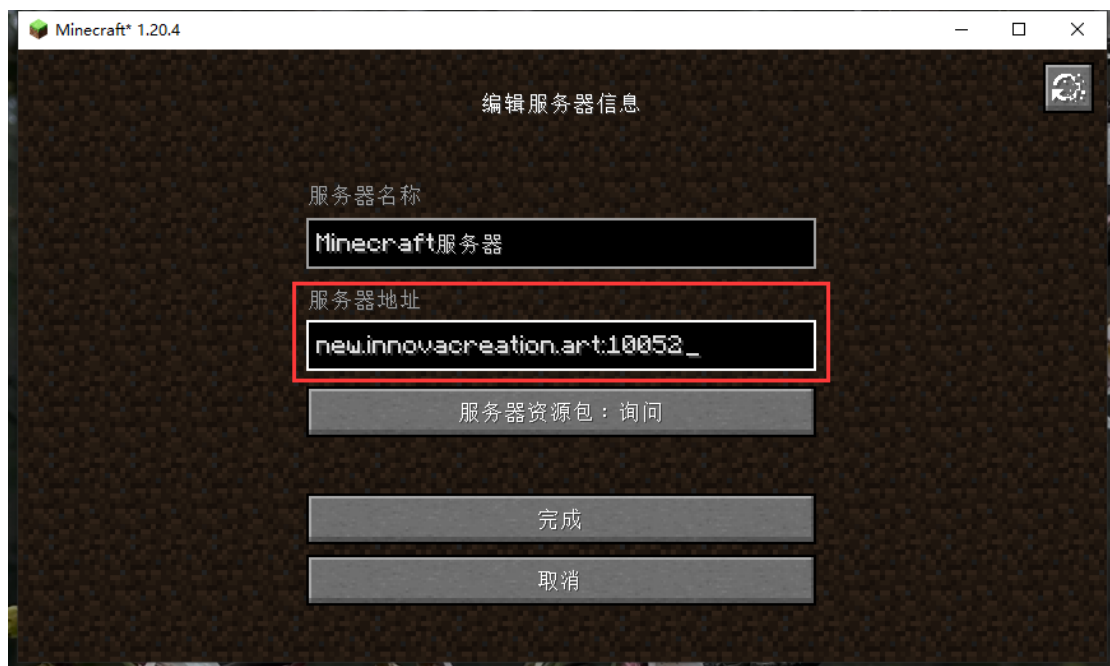 Minecraft* 1.20.4
编辑服务器信息
服务器名称
Minecraft服务器
服务器地址
new.innovacreation.art:10053_
服务器资源包：询问
完成
取消